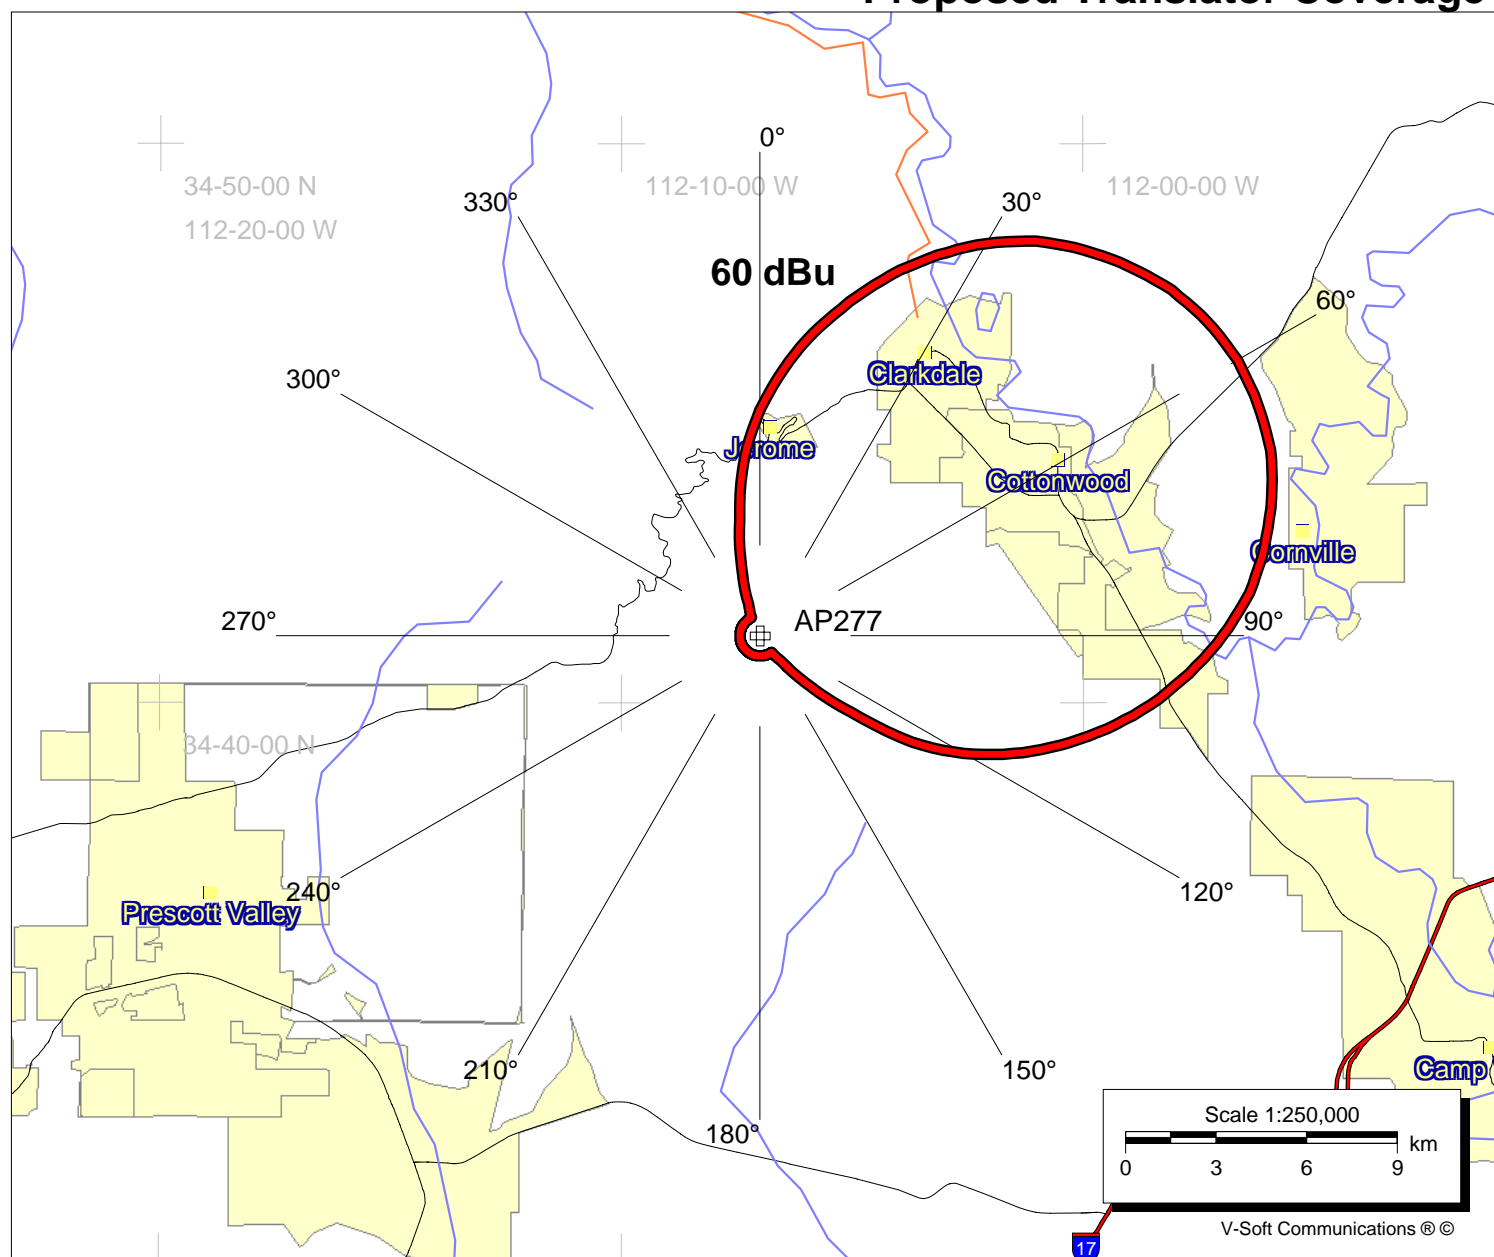 Proposed Translator Coverage
0°
34-50-00 N
112-20-00 W
112-10-00 W
112-00-00 W
330°
30°
60 dBu
60°
300°
Clarkdale
Jerome
Cottonwood
Cornville
270°
AP277
90°
34-40-00 N
240°
120°
Prescott Valley
210°
150°
Camp
180°
Scale 1:250,000
km
0 3 6 9
V-Soft Communications ® ©
17